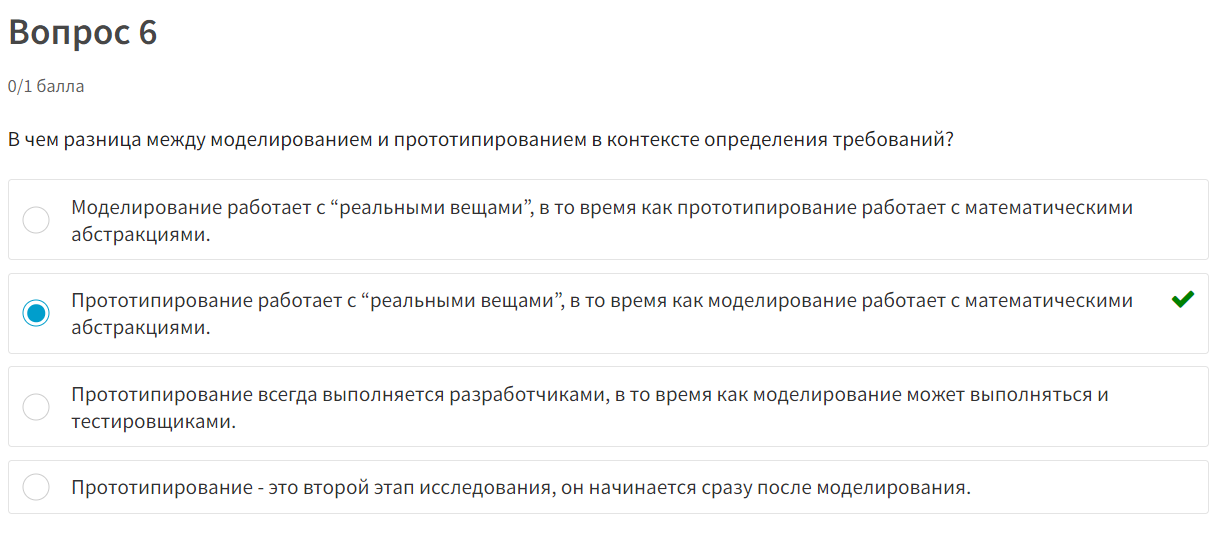 Вопрос 6
0/1 балла
В чем разница между моделированием и прототипированием в контексте определения требований?
Моделирование работает с “реальными вещами”, в то время как прототипирование работает с математическими
абстракциями.
Прототипирование работает с “реальными вещами”, в то время как моделирование работает с математическими
абстракциями.
Прототипирование всегда выполняется разработчиками, в то время как моделирование может выполняться и
тестировщиками.
Прототипирование - это второй этап исследования, он начинается сразу после моделирования.